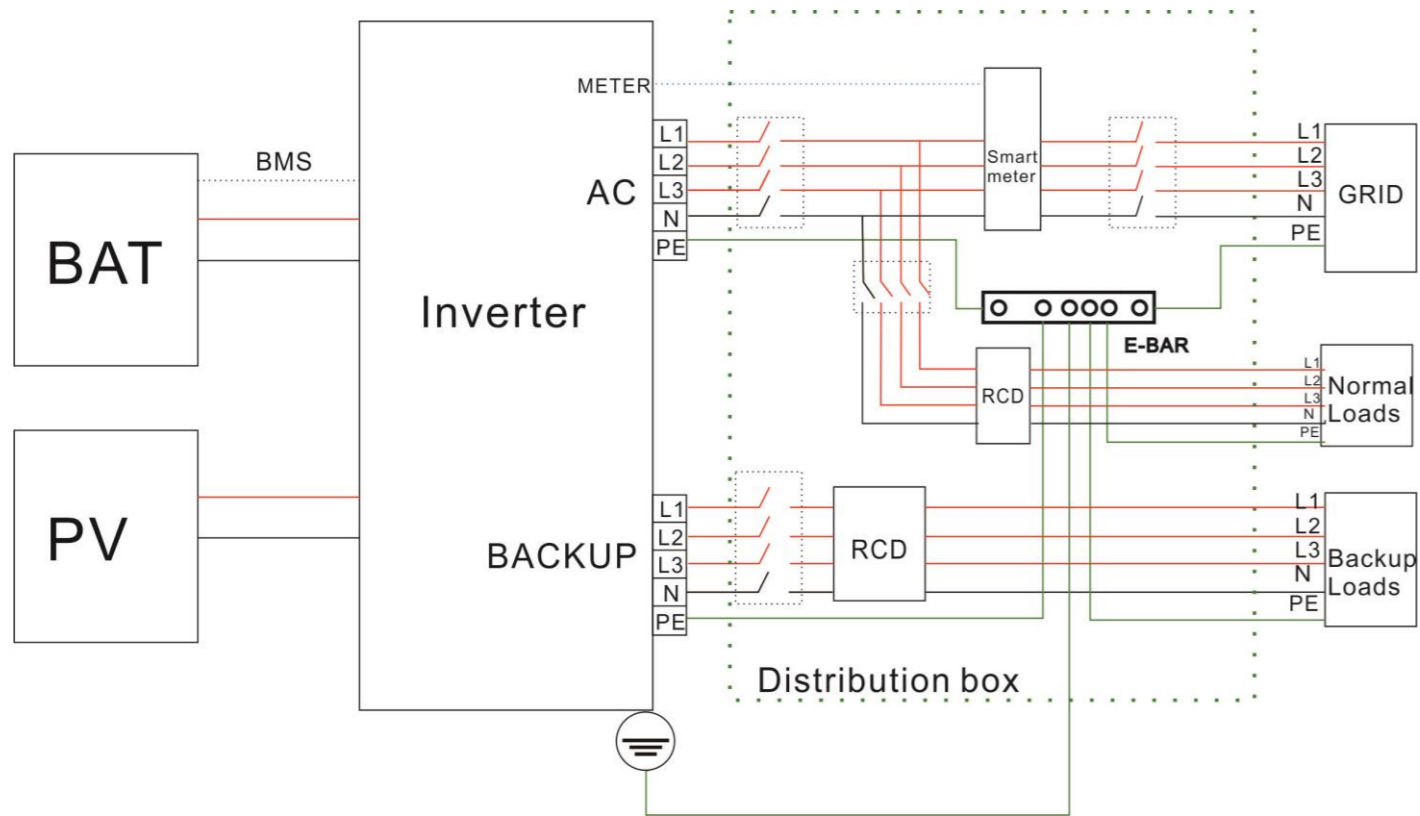 BAT
BMS
PV
Inverter
METER
AC
L1
L2
L3
N
PE
BACKUP
L1
L2
L3
N
PE
Smart
meter
E-BAR
RCD
RCD
Distribution box
L1
L2
L3
N
PE
GRID
L1
L2
L3
N
PE
Normal
Loads
L1
L2
L3
N
PE
Backup
Loads